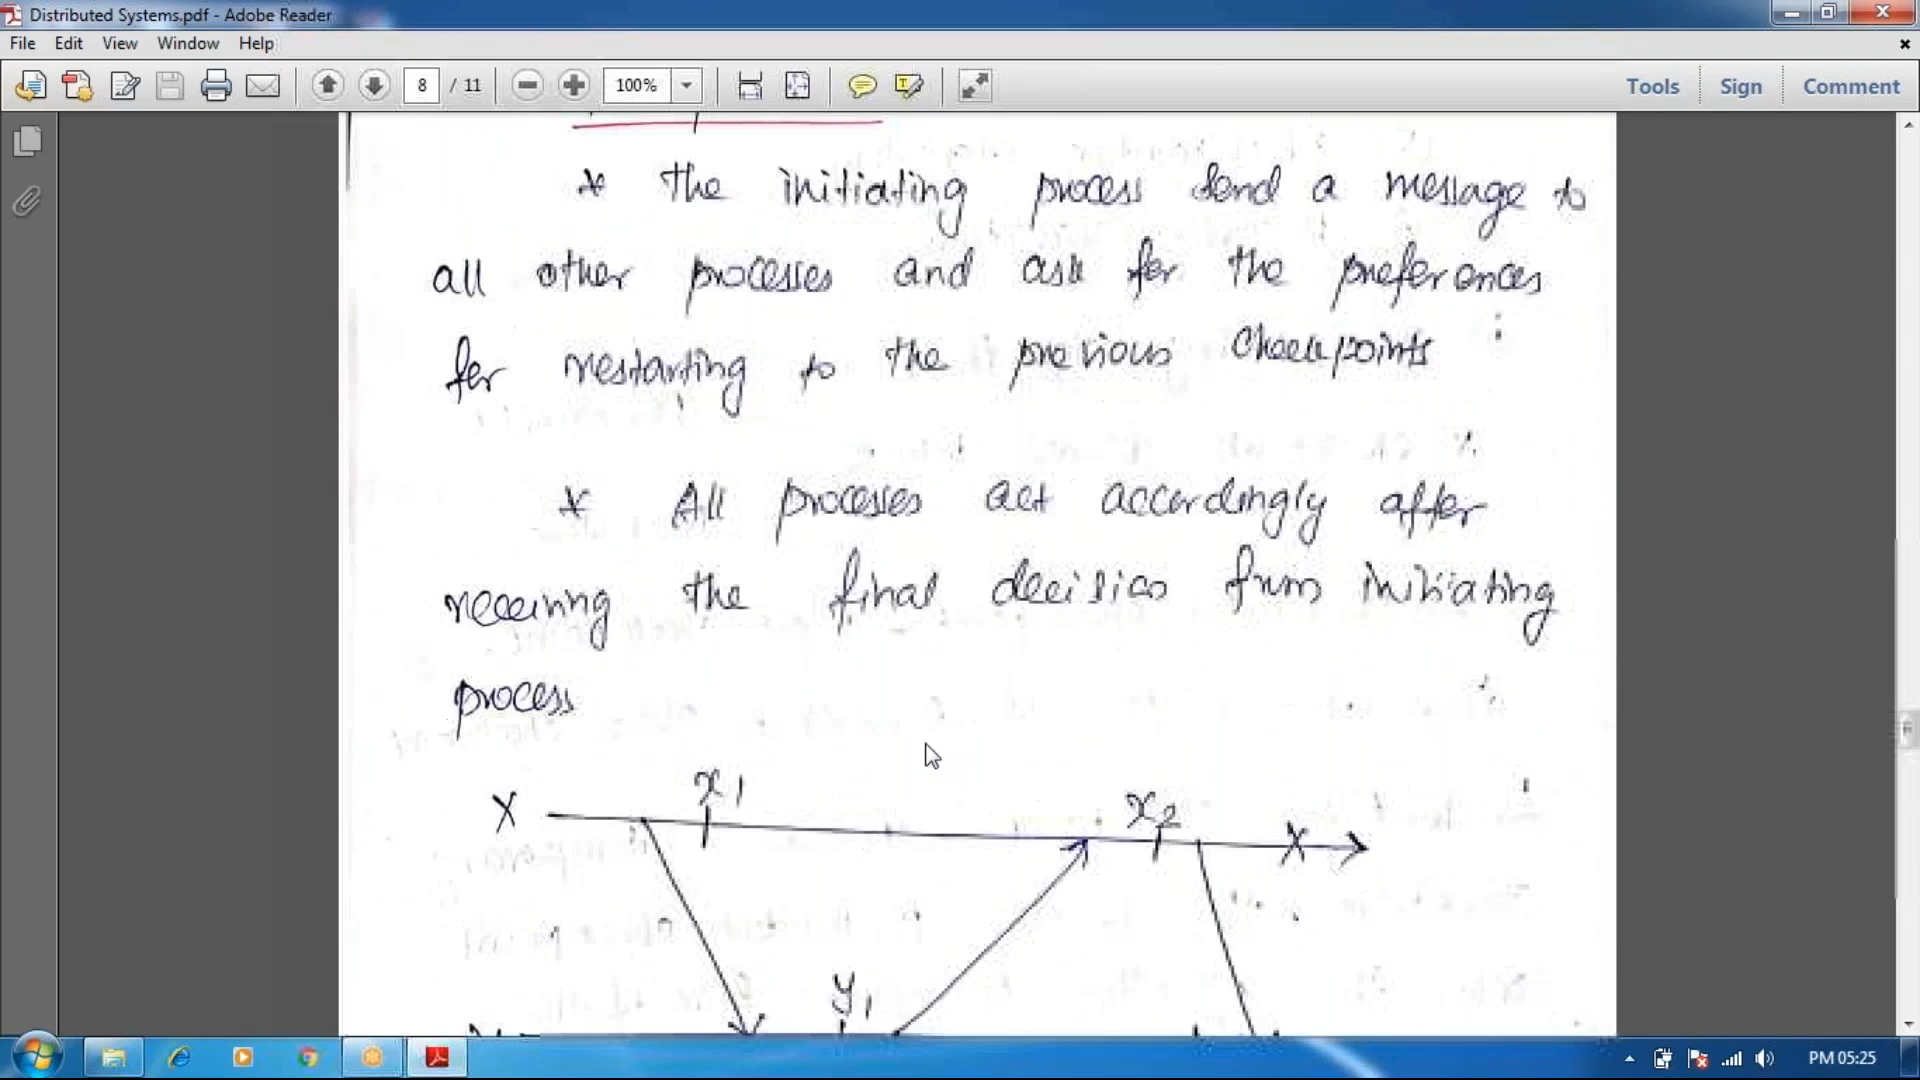 Distributed Systems.pdf - Adobe Reader
File Edit View Window Help
8 / 11 100% Tools Sign Comment
* the initiating process send a message to
all other processes and ask for the preferences
for restarting to the previous checkpoints
* All processes act accordingly after
receiving the final decision from initiating
process
X x1 x2 X
y1
PM 05:25